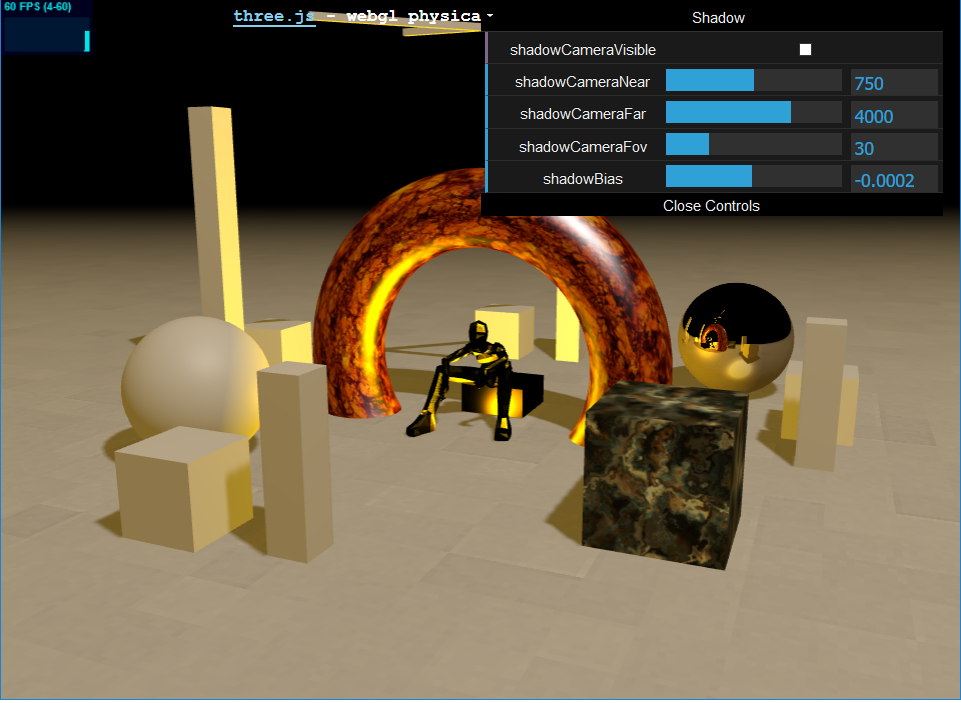 60 FPS (4-60)
three.js - webgl physica
Shadow
shadowCameraVisible
shadowCameraNear 750
shadowCameraFar 4000
shadowCameraFov 30
shadowBias -0.0002
Close Controls